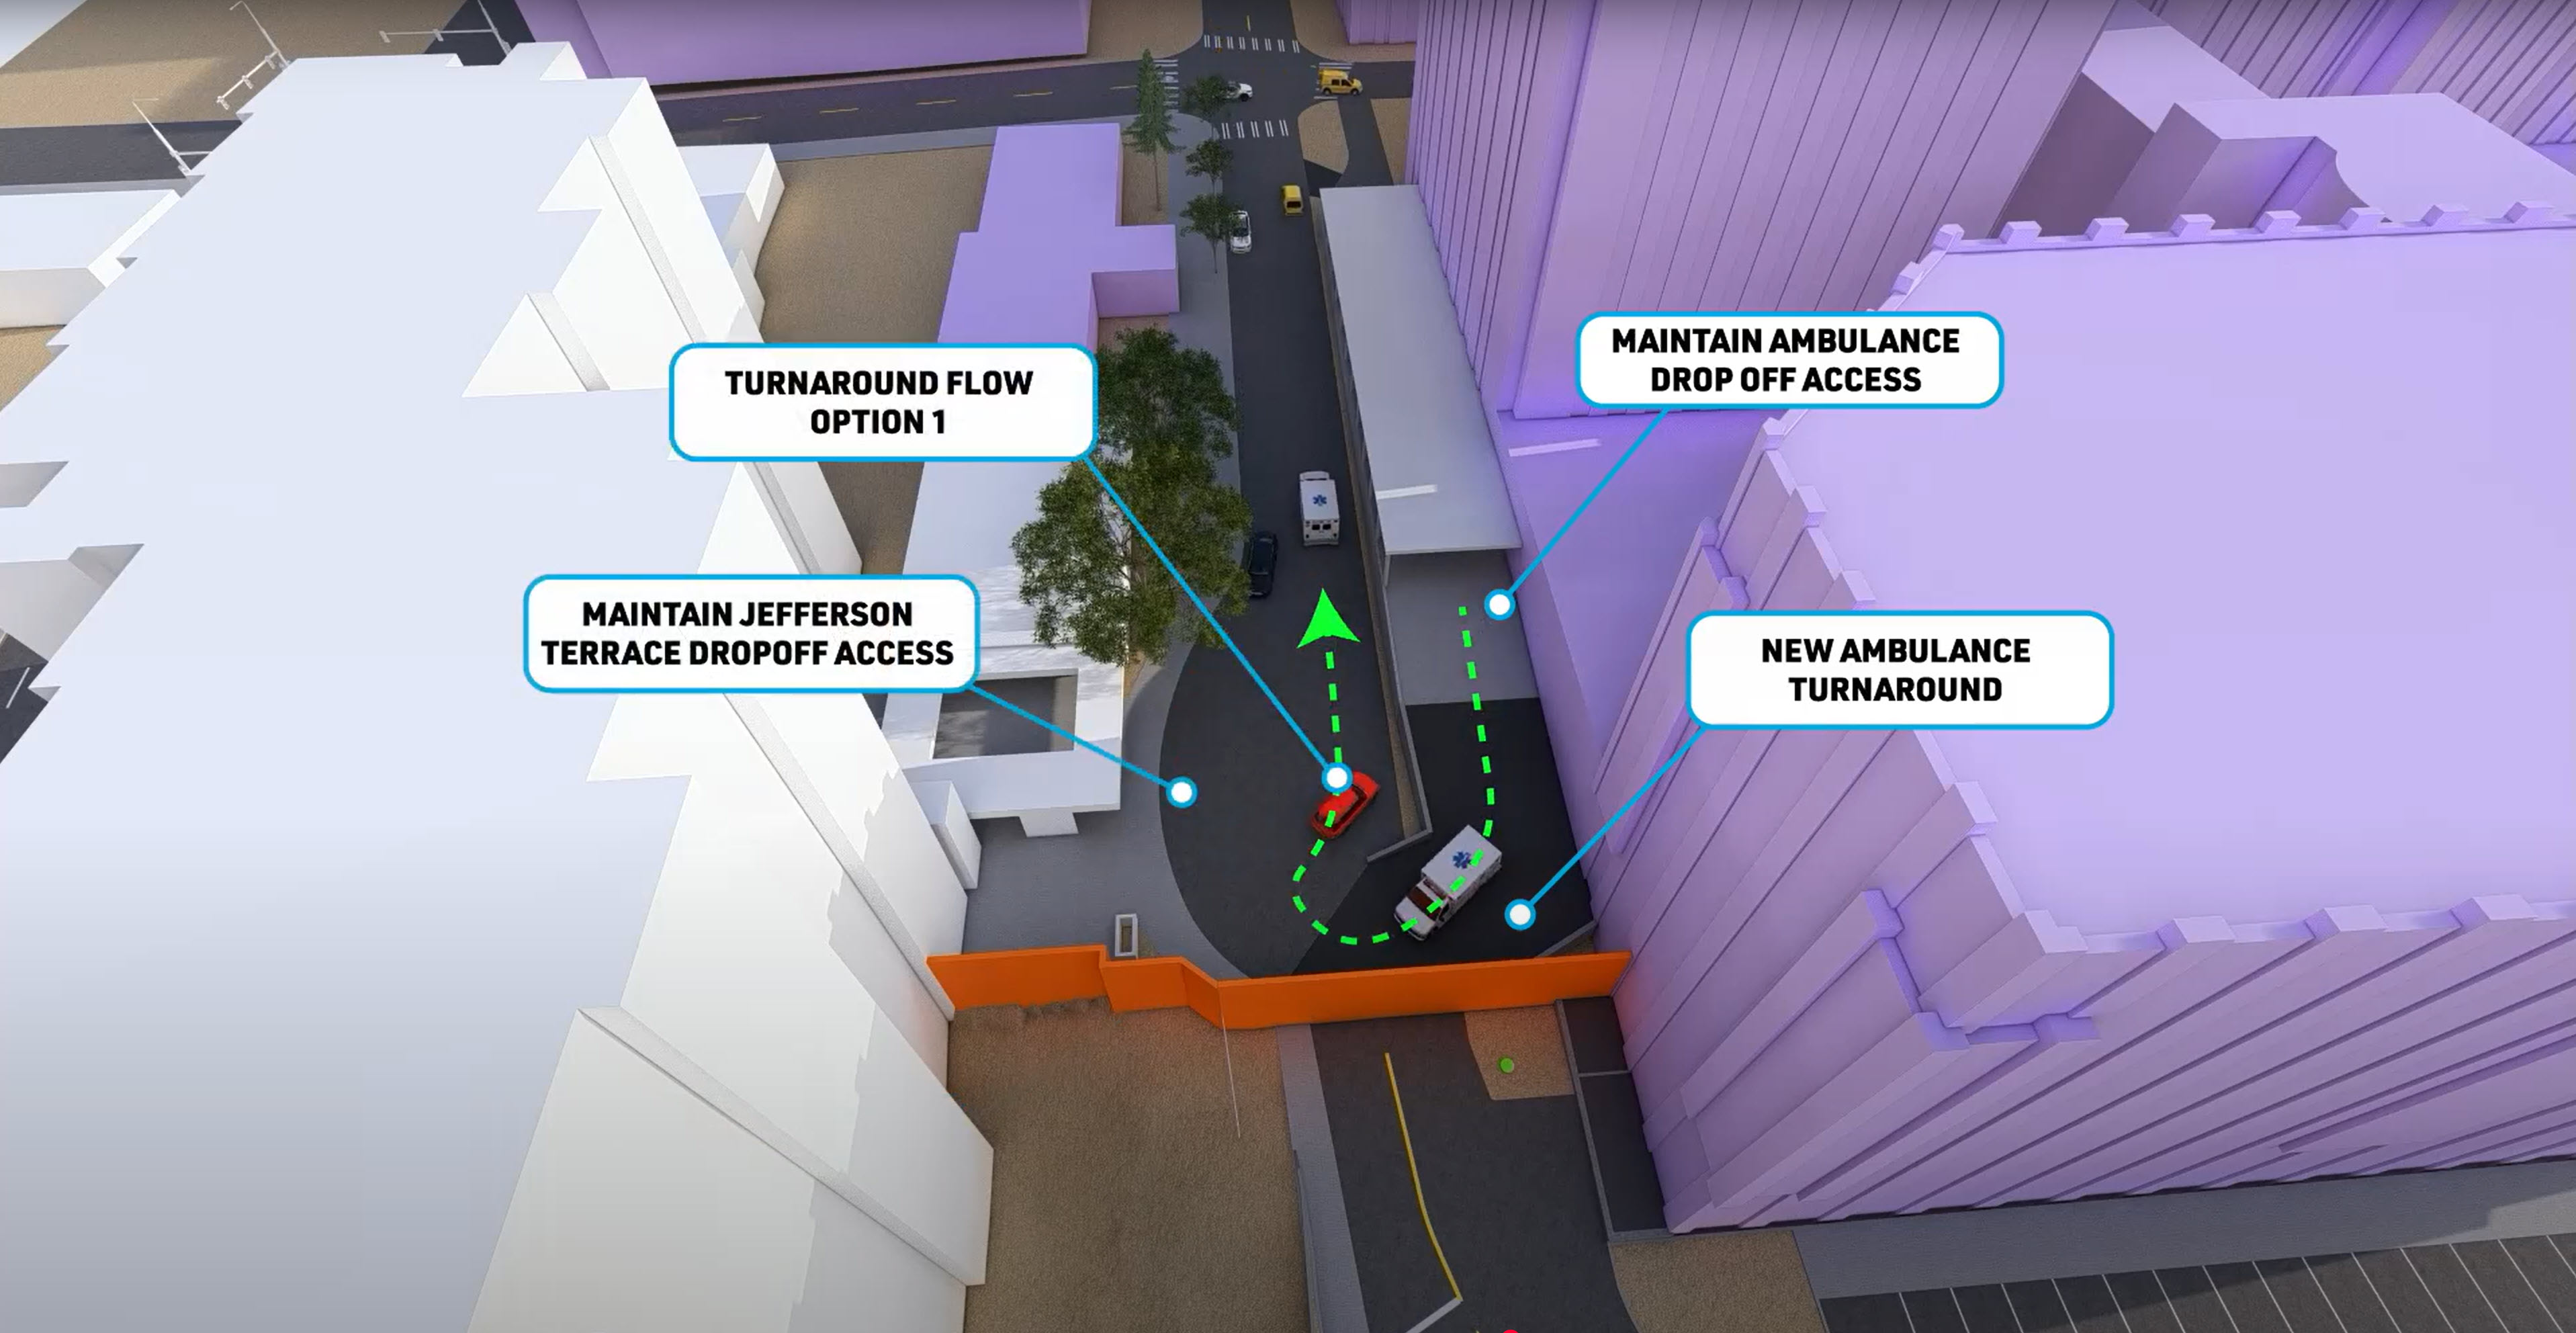 MAINTAIN AMBULANCE
DROP OFF ACCESS
TURNAROUND FLOW
OPTION 1
MAINTAIN JEFFERSON
TERRACE DROPOFF ACCESS
NEW AMBULANCE
TURNAROUND